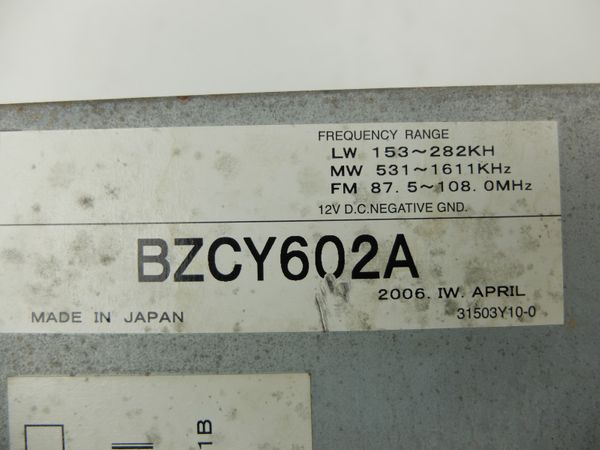 FREQUENCY RANGE
LW 153~282KH
MW 531~1611KHz
FM 87.5~108.0MHz
12V D.C.NEGATIVE GND.
BZCY602A
2006. IW. APRIL
MADE IN JAPAN
31503Y10-0
1B